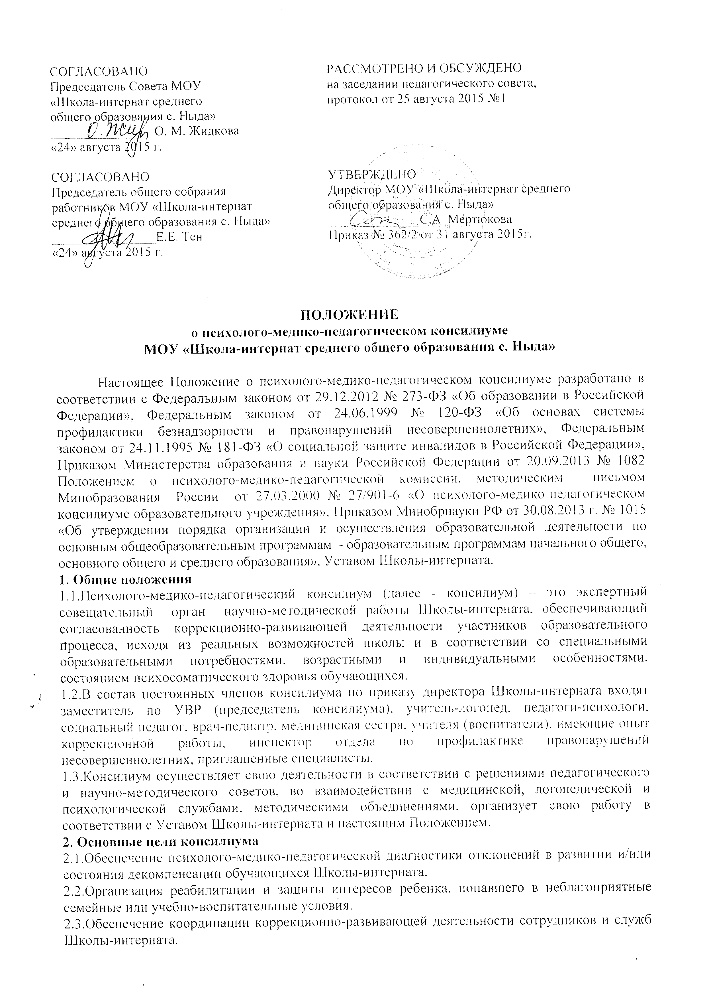 СОГЛАСОВАНО
Председатель Совета МОУ
«Школа-интернат среднего
общего образования с. Ныда»
О. М. Жидкова
«24» августа 2015 г.
РАССМОТРЕНО И ОБСУЖДЕНО
на заседании педагогического совета,
протокол от 25 августа 2015 №1
СОГЛАСОВАНО
Председатель общего собрания
работников МОУ «Школа-интернат
среднего общего образования с. Ныда»
Е.Е. Тен
«24» августа 2015 г.
УТВЕРЖДЕНО
Директор МОУ «Школа-интернат среднего
общего образования с. Ныда»
С.А. Мертюкова
Приказ № 362/2 от 31 августа 2015г.
ПОЛОЖЕНИЕ
о психолого-медико-педагогическом консилиуме
МОУ «Школа-интернат среднего общего образования с. Ныда»
Настоящее Положение о психолого-медико-педагогическом консилиуме разработано в
соответствии с Федеральным законом от 29.12.2012 № 273-ФЗ «Об образовании в Российской
Федерации», Федеральным законом от 24.06.1999 № 120-ФЗ «Об основах системы
профилактики безнадзорности и правонарушений несовершеннолетних», Федеральным
законом от 24.11.1995 № 181-ФЗ «О социальной защите инвалидов в Российской Федерации»,
Приказом Министерства образования и науки Российской Федерации от 20.09.2013 № 1082
Положением о психолого-медико-педагогической комиссии, методическим письмом
Минобразования России от 27.03.2000 № 27/901-6 «О психолого-медико-педагогическом
консилиуме образовательного учреждения», Приказом Минобрнауки РФ от 30.08.2013 г. № 1015
«Об утверждении порядка организации и осуществления образовательной деятельности по
основным общеобразовательным программам - образовательным программам начального общего,
основного общего и среднего образования», Уставом Школы-интерната.
1. Общие положения
1.1.Психолого-медико-педагогический консилиум (далее - консилиум) – это экспертный
совещательный орган научно-методической работы Школы-интерната, обеспечивающий
согласованность коррекционно-развивающей деятельности участников образовательного
процесса, исходя из реальных возможностей школы и в соответствии со специальными
образовательными потребностями, возрастными и индивидуальными особенностями,
состоянием психосоматического здоровья обучающихся.
1.2.В состав постоянных членов консилиума по приказу директора Школы-интерната входят
заместитель по УВР (председатель консилиума), учитель-логопед, педагоги-психологи,
социальный педагог, врач-педиатр, медицинская сестра, учителя (воспитатели), имеющие опыт
коррекционной работы, инспектор отдела по профилактике правонарушений
несовершеннолетних, приглашенные специалисты.
1.3.Консилиум осуществляет свою деятельности в соответствии с решениями педагогического
и научно-методического советов, во взаимодействии с медицинской, логопедической и
психологической службами, методическими объединениями, организует свою работу в
соответствии с Уставом Школы-интерната и настоящим Положением.
2. Основные цели консилиума
2.1.Обеспечение психолого-медико-педагогической диагностики отклонений в развитии и/или
состояния декомпенсации обучающихся Школы-интерната.
2.2.Организация реабилитации и защиты интересов ребенка, попавшего в неблагоприятные
семейные или учебно-воспитательные условия.
2.3.Обеспечение координации коррекционно-развивающей деятельности сотрудников и служб
Школы-интерната.